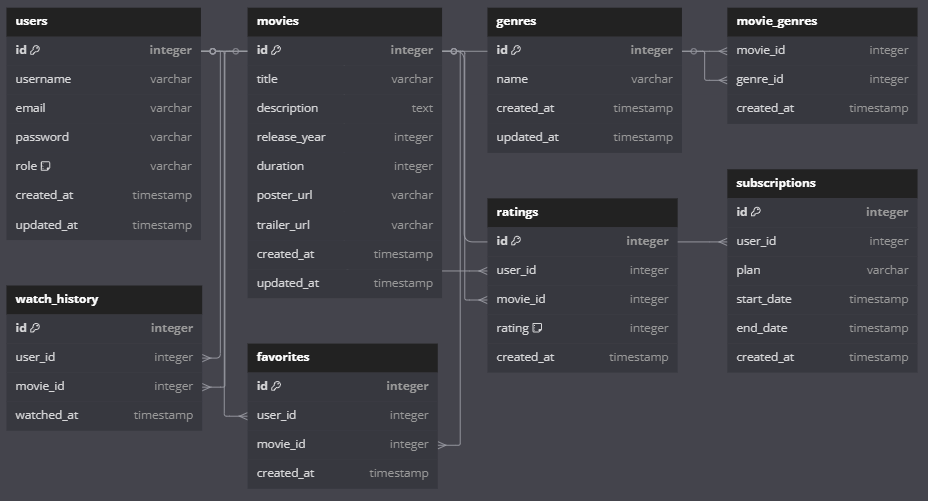 users
id integer
username varchar
email varchar
password varchar
role varchar
created_at timestamp
updated_at timestamp
movies
id integer
title varchar
description text
release_year integer
duration integer
poster_url varchar
trailer_url varchar
created_at timestamp
updated_at timestamp
genres
id integer
name varchar
created_at timestamp
updated_at timestamp
movie_genres
movie_id integer
genre_id integer
created_at timestamp
subscriptions
id integer
user_id integer
plan varchar
start_date timestamp
end_date timestamp
created_at timestamp
ratings
id integer
user_id integer
movie_id integer
rating integer
created_at timestamp
watch_history
id integer
user_id integer
movie_id integer
watched_at timestamp
favorites
id integer
user_id integer
movie_id integer
created_at timestamp